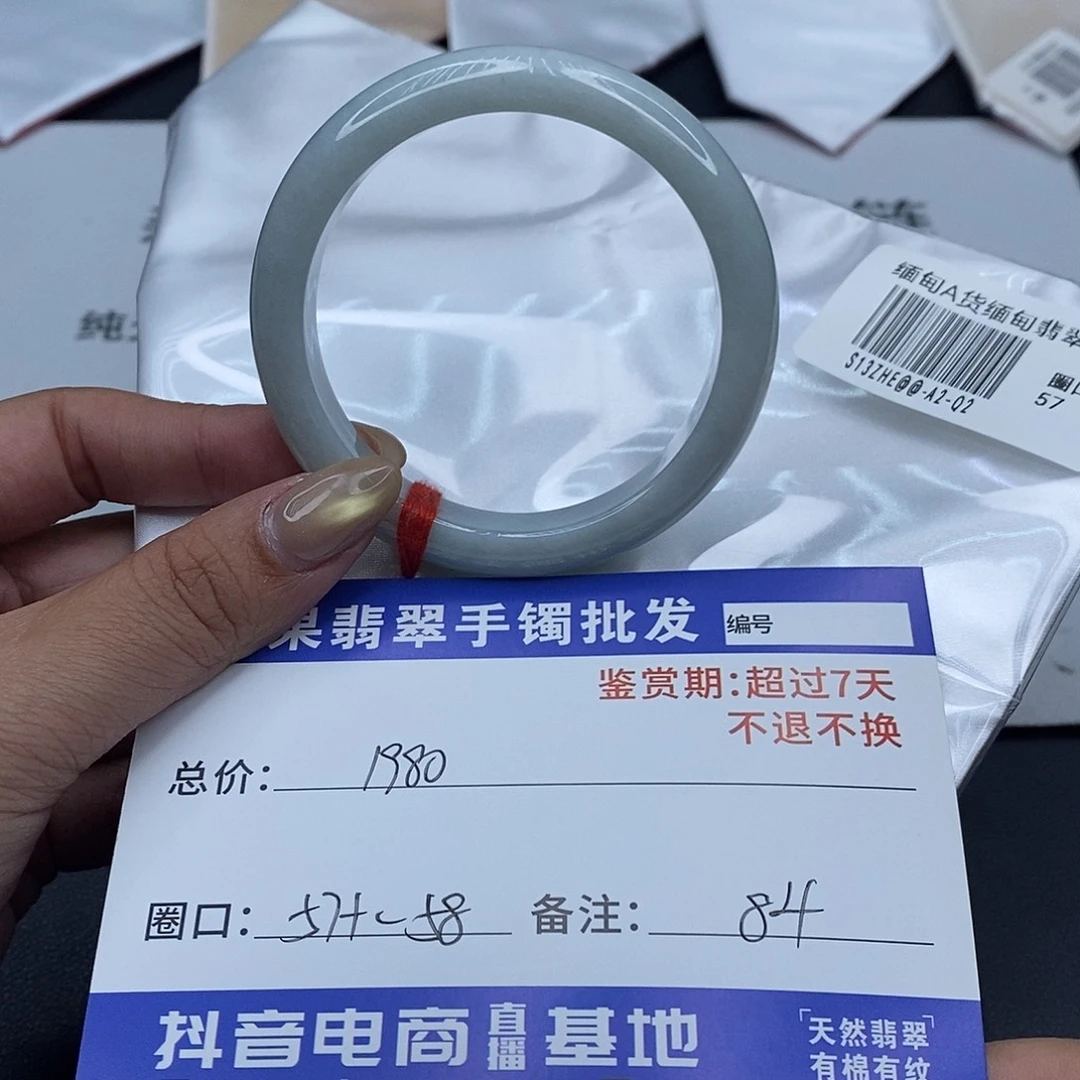 缅甸A货缅甸翡翠
S13ZHE@@-A2-Q2
圈口
57
果翡翠手镯批发
编号
鉴赏期:超过7天
不退不换
总价: 1980
圈口: 57+-58 备注: 84
抖音电商直播基地
「天然翡翠」
有棉有纹